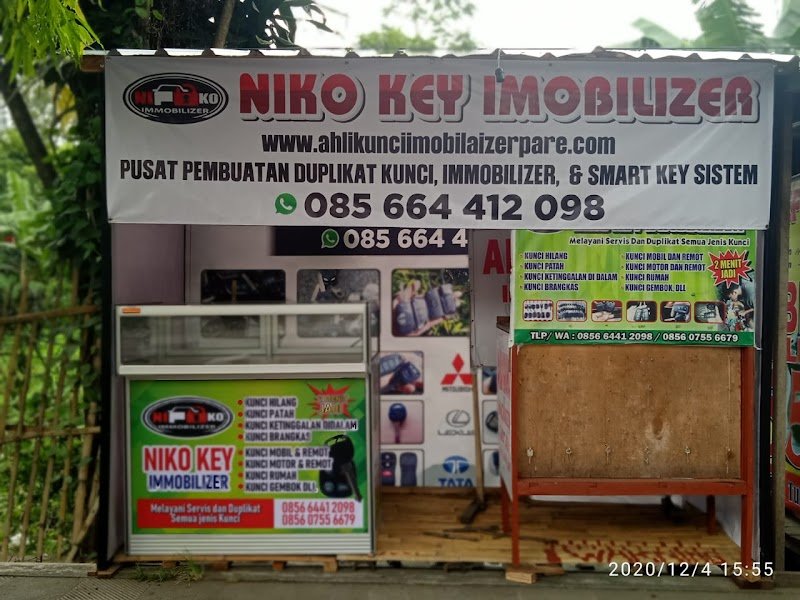 NIKO
IMMOBILIZER
NIKO KEY IMOBILIZER
www.ahlikunciimobilaizerpare.com
PUSAT PEMBUATAN DUPLIKAT KUNCI, IMMOBILIZER, & SMART KEY SISTEM
085 664 412 098
085 664 4
Melayani Servis Dan Duplikat Semua Jenis Kunci
• KUNCI HILANG
• KUNCI PATAH
• KUNCI KETINGGALAN DI DALAM
• KUNCI BRANGKAS
• KUNCI MOBIL DAN REMOT
• KUNCI MOTOR DAN REMOT
• KUNCI RUMAH
• KUNCI GEMBOK, DLL
2 MENIT
JADI
TLP/ WA : 0856 6441 2098 / 0856 0755 6679
MITSUBISHI
LEXUS
TATA
NIKO
IMMOBILIZER
NIKO KEY
IMMOBILIZER
• KUNCI HILANG
• KUNCI PATAH
• KUNCI KETINGGALAN DIDALAM
• KUNCI BRANGKAS
• KUNCI MOBIL & REMOT
• KUNCI MOTOR & REMOT
• KUNCI RUMAH
• KUNCI GEMBOK DLL
Melayani Servis dan Duplikat
Semua jenis Kunci
0856 6441 2098
0856 0755 6679
2020/12/4 15:55